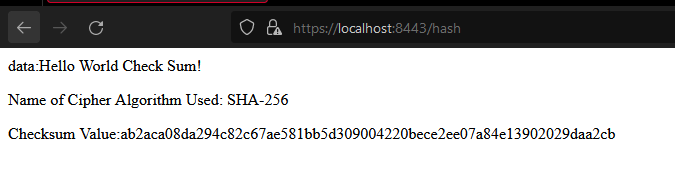 https://localhost:8443/hash
data:Hello World Check Sum!
Name of Cipher Algorithm Used: SHA-256
Checksum Value:ab2aca08da294c82c67ae581bb5d309004220bece2ee07a84e13902029daa2cb